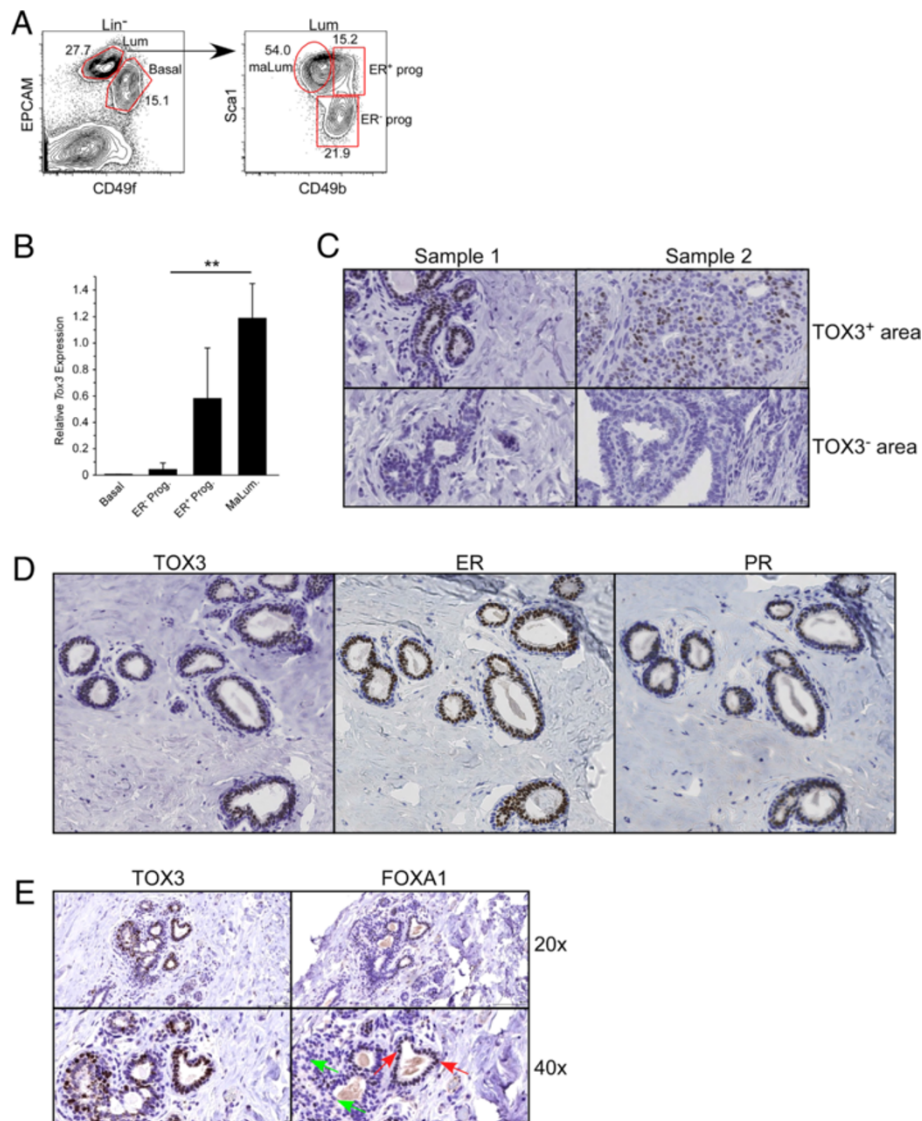 A
Lin⁻
Lum
27.7
Lum
Basal
15.1
EPCAM
CD49f
54.0
15.2
maLum
ER⁺ prog
ER⁻ prog
21.9
Sca1
CD49b
B
**
Relative Tox3 Expression
1.4
1.2
1.0
0.8
0.6
0.4
0.2
0
Basal
ER⁻ Prog.
ER⁺ Prog.
MaLum.
C
Sample 1
Sample 2
TOX3⁺ area
TOX3⁻ area
D
TOX3
ER
PR
E
TOX3
FOXA1
20x
40x